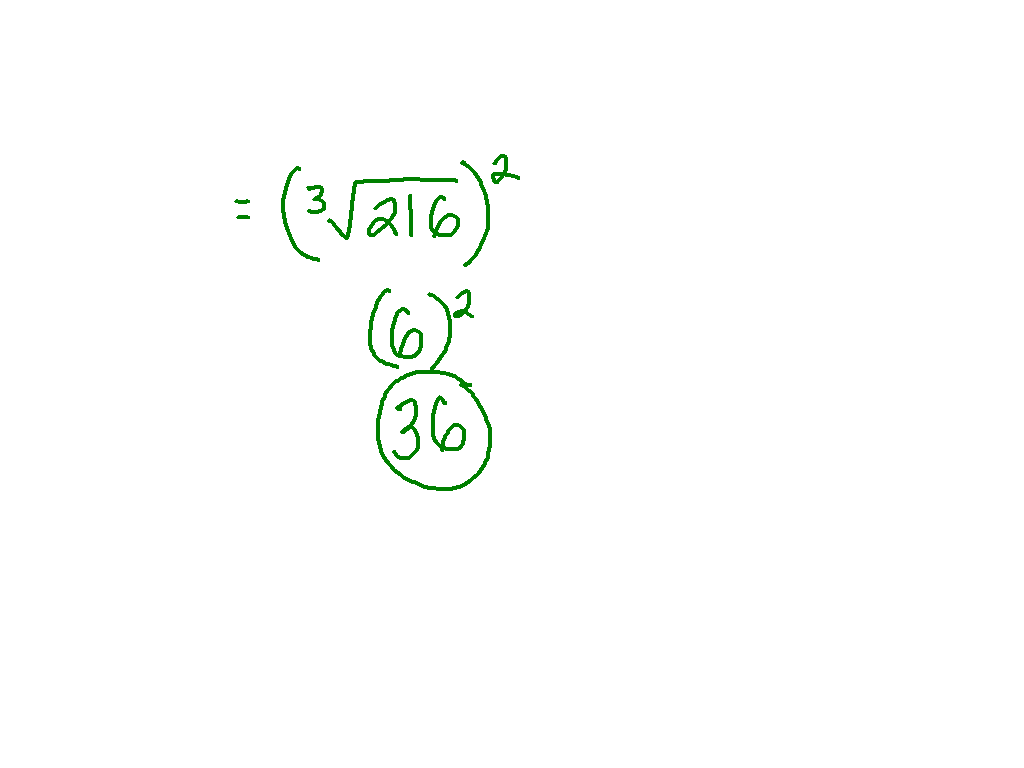 = (³√216)²
(6)²
36